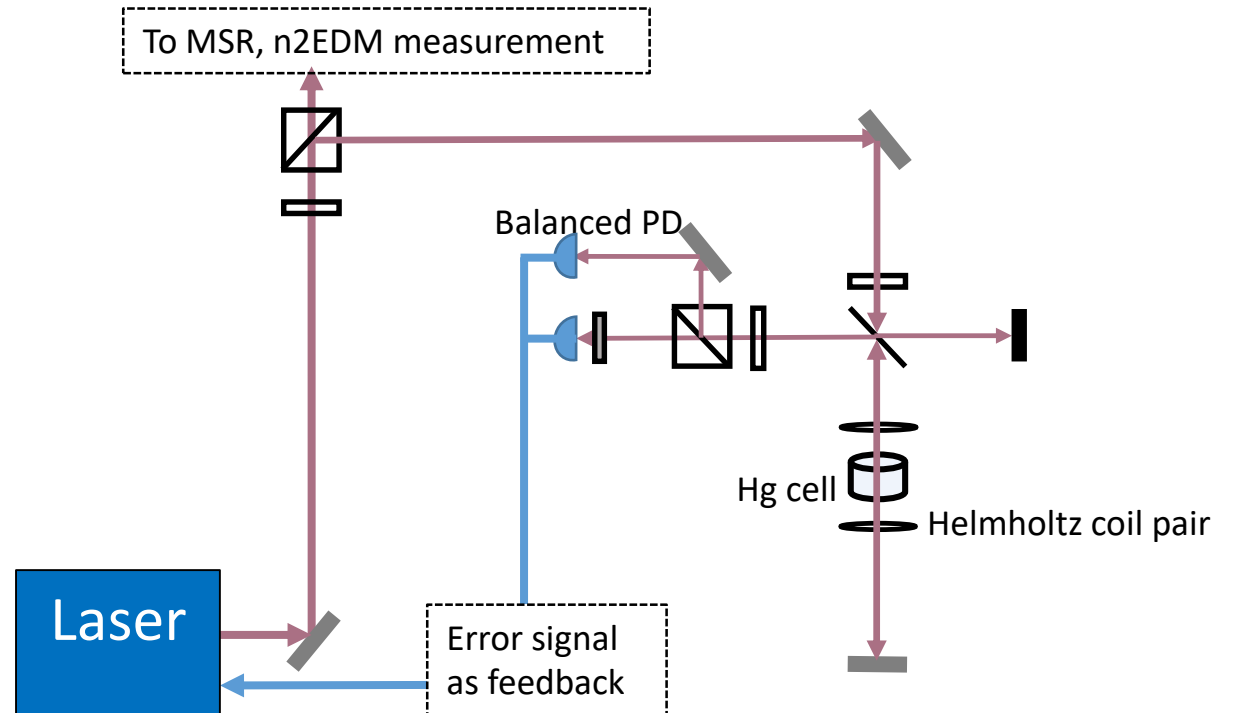 To MSR, n2EDM measurement
Balanced PD
Hg cell
Helmholtz coil pair
Laser
Error signal
as feedback